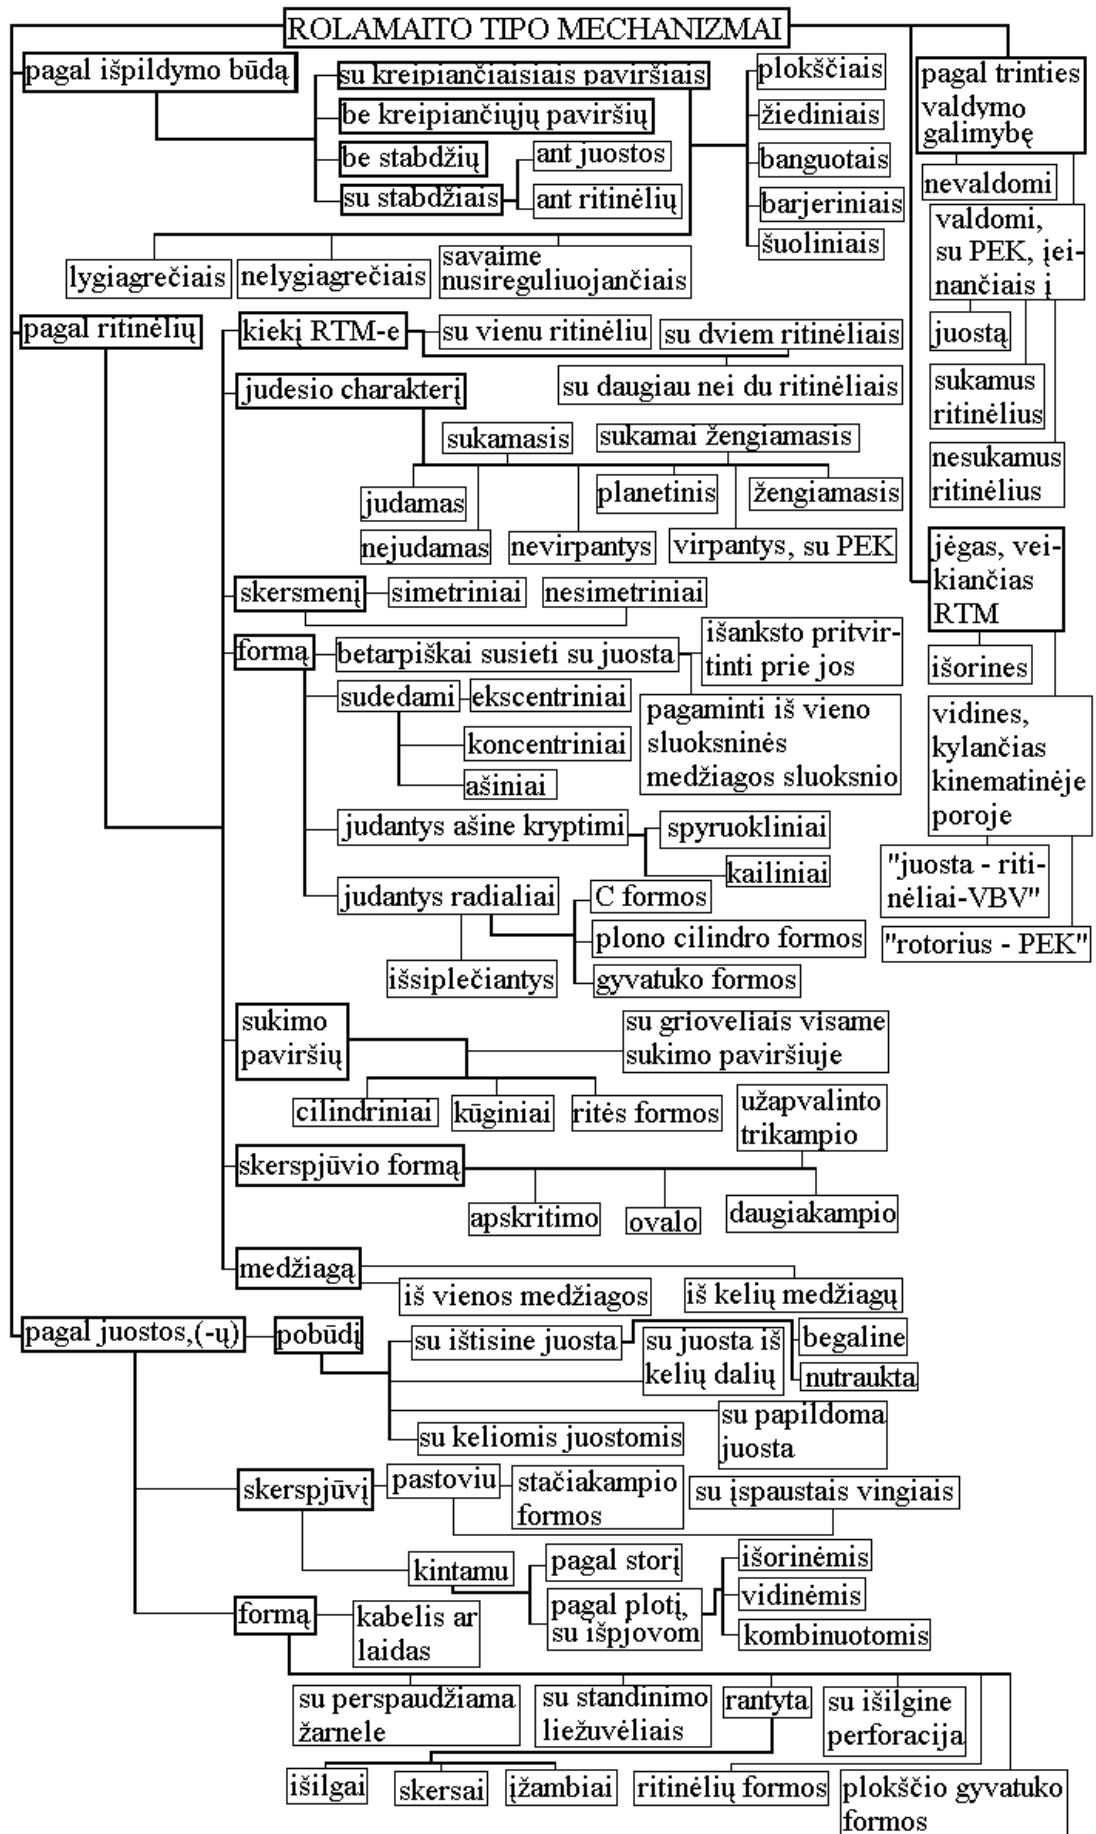 ROLAMAITO TIPO MECHANIZMAI
pagal išpildymo būdą
su kreipiančiaisiais paviršiais
be kreipiančiųjų paviršių
be stabdžių
su stabdžiais
ant juostos
ant ritinėlių
plokščiais
žiediniais
banguotais
barjeriniais
šuoliniais
lygiagrečiais
nelygiagrečiais
savaime
nusireguliuojančiais
pagal trinties
valdymo
galimybę
nevaldomi
valdomi,
su PEK, įei-
nančiais į
juostą
sukamus
ritinėlius
nesukamus
ritinėlius
jėgas, vei-
kiančias
RTM
išorines
vidines,
kylančias
kinematinėje
poroje
"juosta - riti-
nėliai-VBV"
"rotorius - PEK"
pagal ritinėlių
kiekį RTM-e
su vienu ritinėliu
su dviem ritinėliais
su daugiau nei du ritinėliais
judesio charakterį
sukamasis
sukamai žengiamasis
judamas
planetinis
žengiamasis
nejudamas
nevirpantys
virpantys, su PEK
skersmenį
simetriniai
nesimetriniai
formą
betarpiškai susieti su juosta
išanksto pritvir-
tinti prie jos
pagaminti iš vieno
sluoksninės
medžiagos sluoksnio
sudedami
ekscentriniai
koncentriniai
ašiniai
judantys ašine kryptimi
spyruokliniai
kailiniai
judantys radialiai
C formos
plono cilindro formos
gyvatuko formos
išsiplečiantys
sukimo
paviršių
su grioveliais visame
sukimo paviršiuje
cilindriniai
kūginiai
ritės formos
skerspjūvio formą
užapvalinto
trikampio
apskritimo
ovalo
daugiakampio
medžiagą
iš vienos medžiagos
iš kelių medžiagų
pagal juostos,(-ų)
pobūdį
su ištisine juosta
su juosta iš
kelių dalių
begaline
nutraukta
su papildoma
juosta
su keliomis juostomis
skerspjūvį
pastoviu
stačiakampio
formos
su įspaustais vingiais
kintamu
pagal storį
pagal plotį,
su išpjovom
išorinėmis
vidinėmis
kombinuotomis
formą
kabelis ar
laidas
su perspaudžiama
žarnele
su standinimo
liežuvėliais
rantyta
su išilgine
perforacija
išilgai
skersai
įžambiai
ritinėlių formos
plokščio gyvatuko
formos